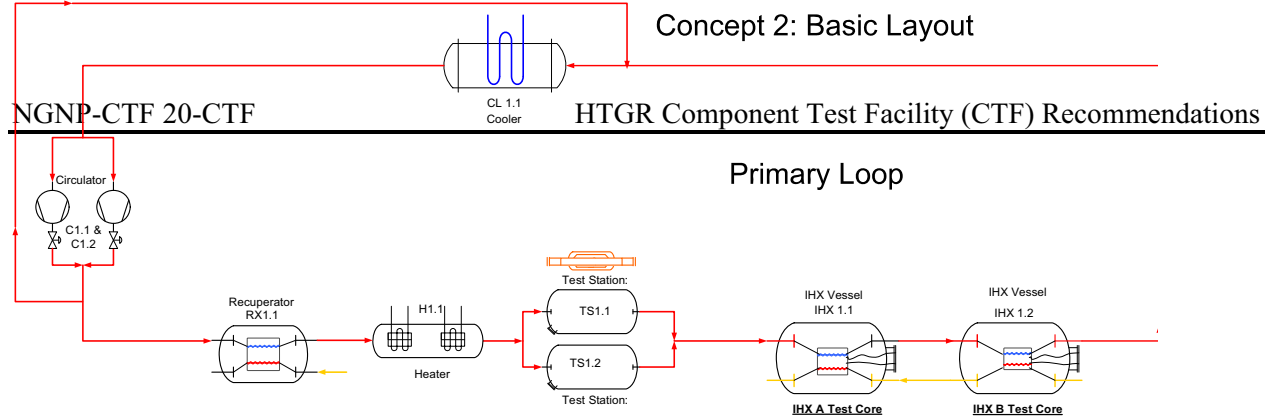 Concept 2: Basic Layout
CL 1.1
Cooler
NGNP-CTF 20-CTF
HTGR Component Test Facility (CTF) Recommendations
Primary Loop
Circulator
C1.1 &
C1.2
Test Station:
Recuperator
RX1.1
H1.1
TS1.1
IHX Vessel
IHX 1.1
IHX Vessel
IHX 1.2
TS1.2
Heater
Test Station:
IHX A Test Core
IHX B Test Core